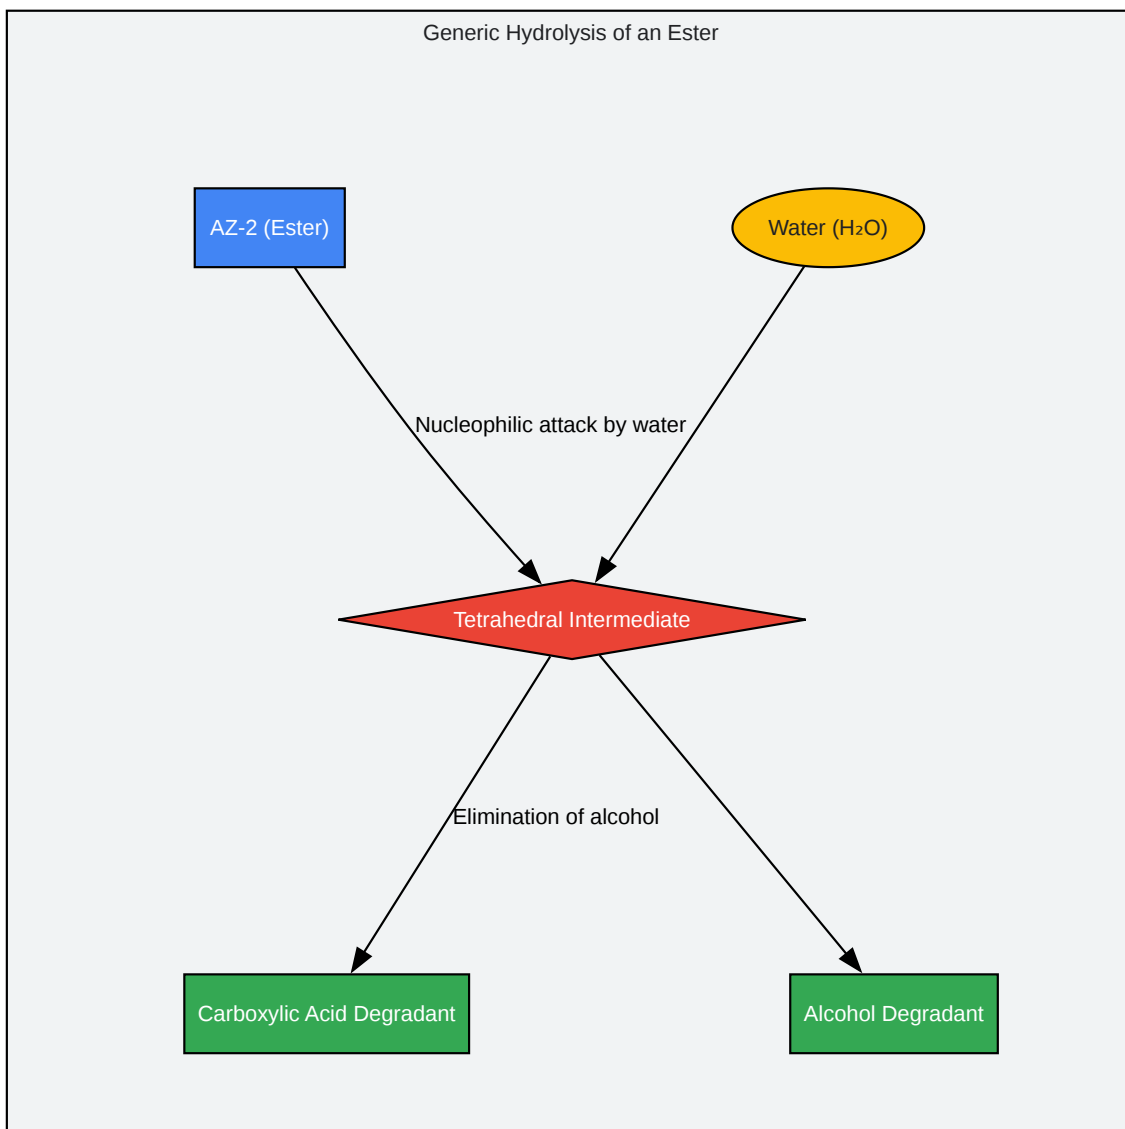 Generic Hydrolysis of an Ester
AZ-2 (Ester)
Water (H₂O)
Nucleophilic attack by water
Tetrahedral Intermediate
Elimination of alcohol
Carboxylic Acid Degradant
Alcohol Degradant